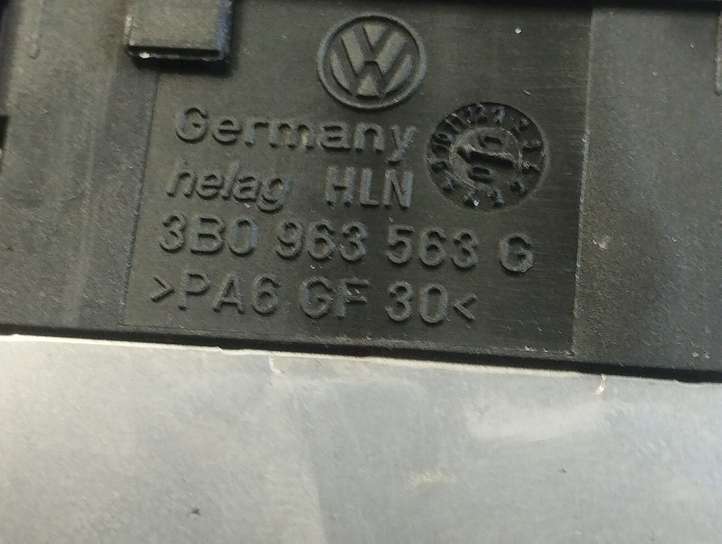 Germany
helag HLN
3B0 963 563 G
>PA6 GF 30<